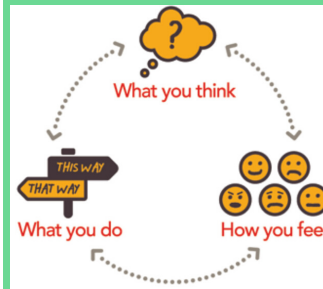 ?
What you think
THIS WAY
THAT WAY
What you do
How you fee